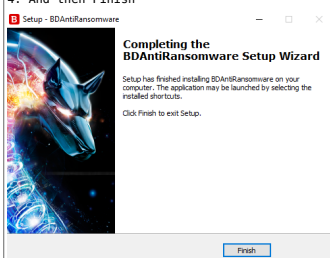 4. And then Finish
B Setup - BDAntiRansomware
Completing the
BDAntiRansomware Setup Wizard
Setup has finished installing BDAntiRansomware on your
computer. The application may be launched by selecting the
installed shortcuts.
Click Finish to exit Setup.
Finish